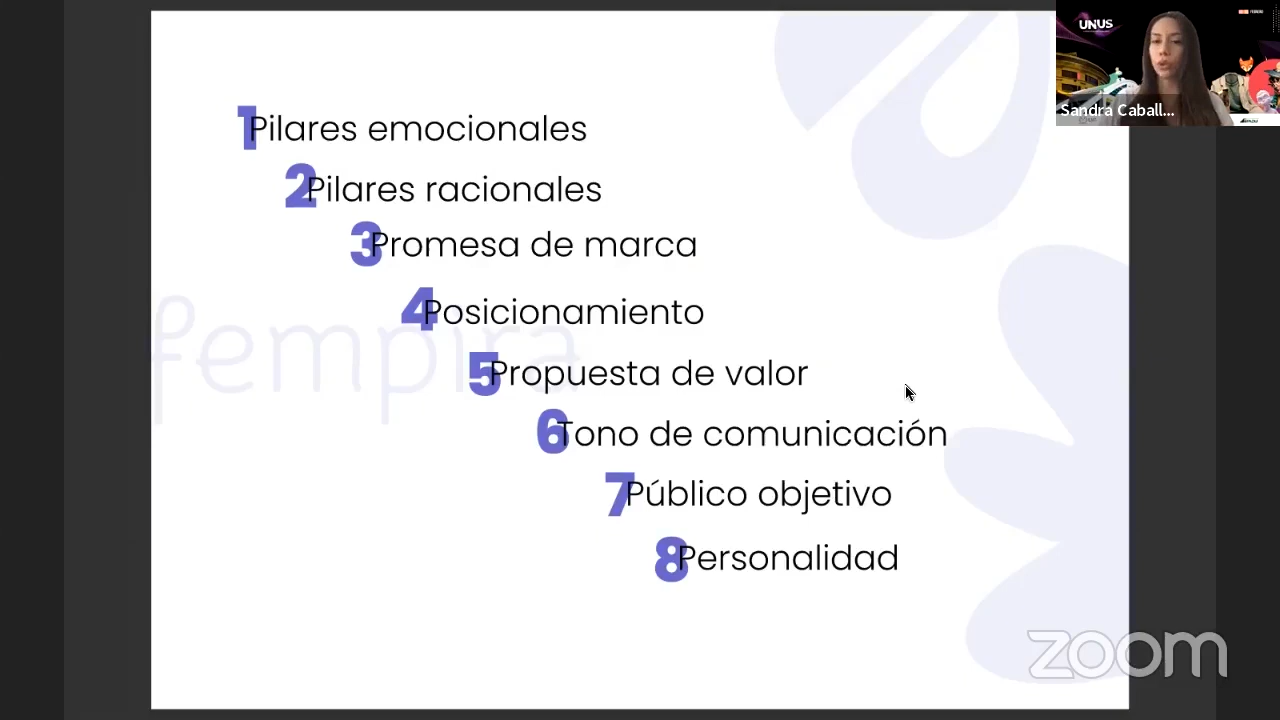 UNUS
Sandra Caball...
1 Pilares emocionales
2 Pilares racionales
3 Promesa de marca
4 Posicionamiento
fempira
5 Propuesta de valor
6 Tono de comunicación
7 Público objetivo
8 Personalidad
zoom